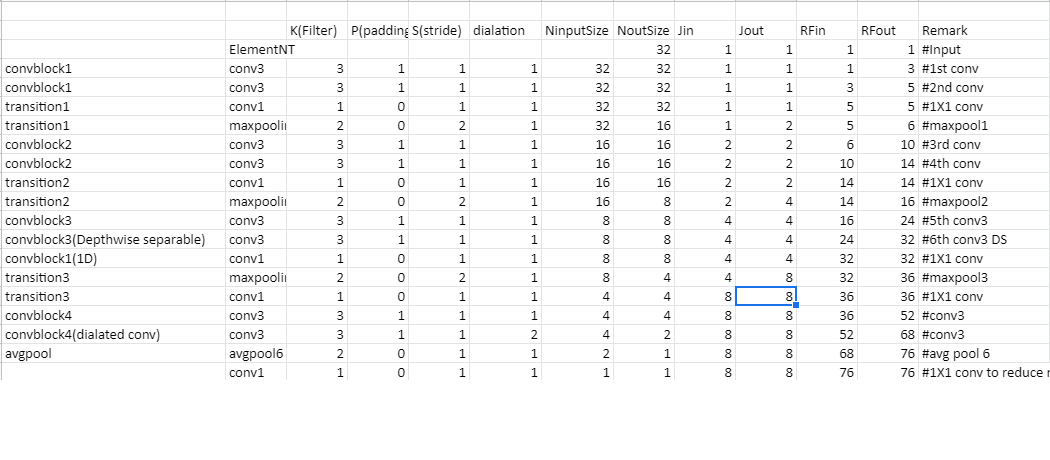 K(Filter) P(padding S(stride) dialation NinputSize NoutSize Jin Jout RFin RFout Remark
ElementNT 32 1 1 1 1 #Input
convblock1 conv3 3 1 1 1 32 32 1 1 1 3 #1st conv
convblock1 conv3 3 1 1 1 32 32 1 1 3 5 #2nd conv
transition1 conv1 1 0 1 1 32 32 1 1 5 5 #1X1 conv
transition1 maxpoolin 2 0 2 1 32 16 1 2 5 6 #maxpool1
convblock2 conv3 3 1 1 1 16 16 2 2 6 10 #3rd conv
convblock2 conv3 3 1 1 1 16 16 2 2 10 14 #4th conv
transition2 conv1 1 0 1 1 16 16 2 2 14 14 #1X1 conv
transition2 maxpoolin 2 0 2 1 16 8 2 4 14 16 #maxpool2
convblock3 conv3 3 1 1 1 8 8 4 4 16 24 #5th conv3
convblock3(Depthwise separable) conv3 3 1 1 1 8 8 4 4 24 32 #6th conv3 DS
convblock1(1D) conv1 1 0 1 1 8 8 4 4 32 32 #1X1 conv
transition3 maxpoolin 2 0 2 1 8 4 4 8 32 36 #maxpool3
transition3 conv1 1 0 1 1 4 4 8 8 36 36 #1X1 conv
convblock4 conv3 3 1 1 1 4 4 8 8 36 52 #conv3
convblock4(dialated conv) conv3 3 1 1 2 4 2 8 8 52 68 #conv3
avgpool avgpool6 2 0 1 1 2 1 8 8 68 76 #avg pool 6
conv1 1 0 1 1 1 1 8 8 76 76 #1X1 conv to reduce